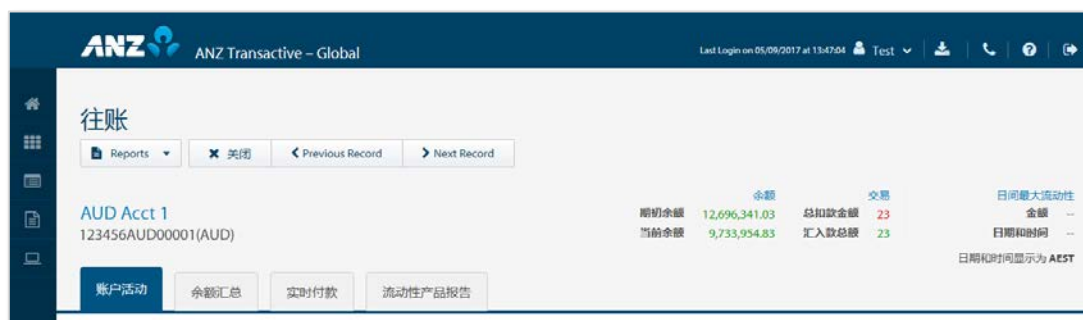 ANZ ANZ Transactive – Global Last Login on 05/09/2017 at 13:47:04 Test
往账
Reports 关闭 Previous Record Next Record
余额 交易 日间最大流动性
AUD Acct 1 期初余额 12,696,341.03 总扣款金额 23 金额 --
123456AUD00001(AUD) 当前余额 9,733,954.83 汇入款总额 23 日期和时间 --
日期和时间显示为 AEST
账户活动 余额汇总 实时付款 流动性产品报告